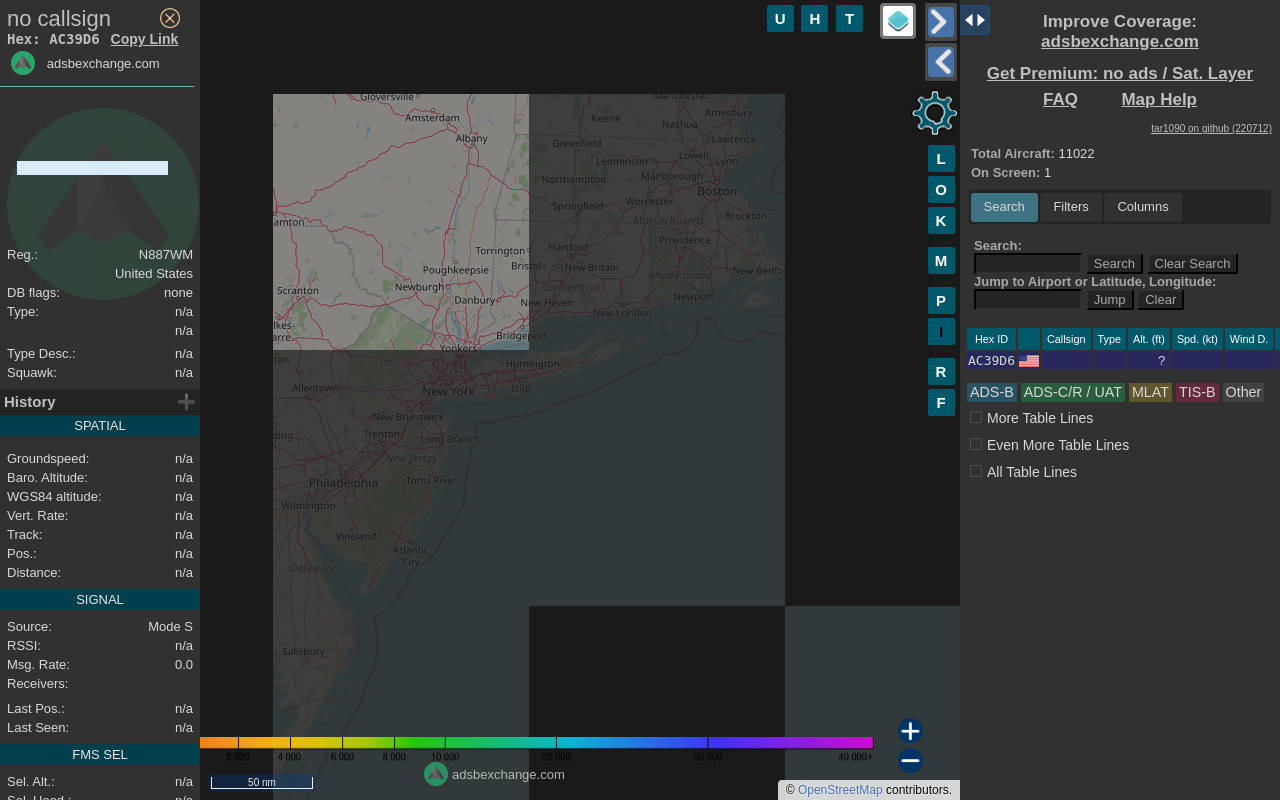 no callsign
Hex: AC39D6 Copy Link
adsbexchange.com
Reg.: N887WM
United States
DB flags: none
Type: n/a
n/a
Type Desc.: n/a
Squawk: n/a
History
SPATIAL
Groundspeed: n/a
Baro. Altitude: n/a
WGS84 altitude: n/a
Vert. Rate: n/a
Track: n/a
Pos.: n/a
Distance: n/a
SIGNAL
Source: Mode S
RSSI: n/a
Msg. Rate: 0.0
Receivers:
Last Pos.: n/a
Last Seen: n/a
FMS SEL
Sel. Alt.: n/a
Sel. Head.: n/a
U H T
L
O
K
M
P
I
R
F
Gloversville
Amsterdam
Albany
Manchester
Keene
Amesbury
Nashua
Lawrence
Greenfield
Lowell
Leominster
Lynn
Northampton
Marlborough
Boston
Worcester
Springfield
Brockton
Massachusetts
Providence
Hartford
Torrington
Bristol
New Britain
Poughkeepsie
Rhode Island
New Bedfo
Scranton
Newburgh
Connecticut
Danbury
New Haven
Newport
New London
lkes-
arre
Bridgeport
Yonkers
Huntington
Allentown
New York
Islip
New Brunswick
Trenton
Long Branch
ding
New Jersey
Philadelphia
Toms River
Wilmington
Vineland
Atlantic
City
Delaware
Salisbury
amton
ton
2 000 4 000 6 000 8 000 10 000 20 000 30 000 40 000+
adsbexchange.com
50 nm
© OpenStreetMap contributors.
Improve Coverage:
adsbexchange.com
Get Premium: no ads / Sat. Layer
FAQ Map Help
tar1090 on github (220712)
Total Aircraft: 11022
On Screen: 1
Search Filters Columns
Search:
Search Clear Search
Jump to Airport or Latitude, Longitude:
Jump Clear
Hex ID Callsign Type Alt. (ft) Spd. (kt) Wind D.
AC39D6 ?
ADS-B ADS-C/R / UAT MLAT TIS-B Other
More Table Lines
Even More Table Lines
All Table Lines